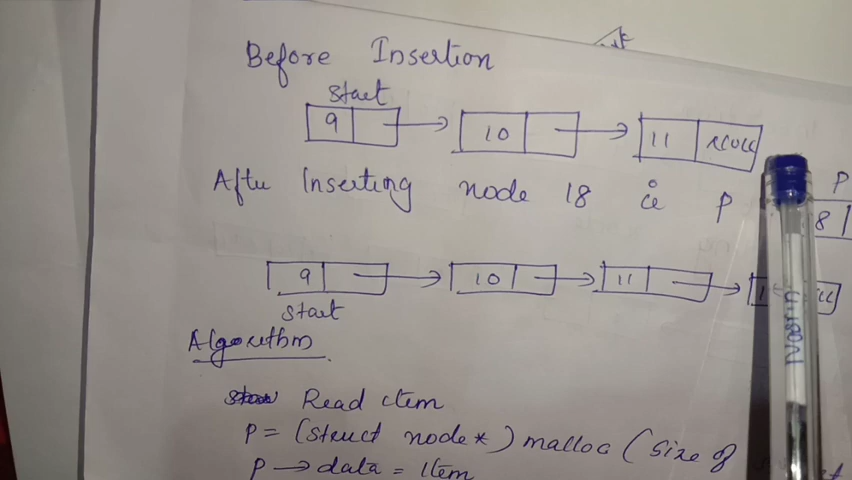 Before Insertion
start
9 10 11 NULL
After Inserting node 18 ie P
P
8
9 10 11
start
Algorithm
Read item
P = (struct node*) malloc (size of
P → data = item